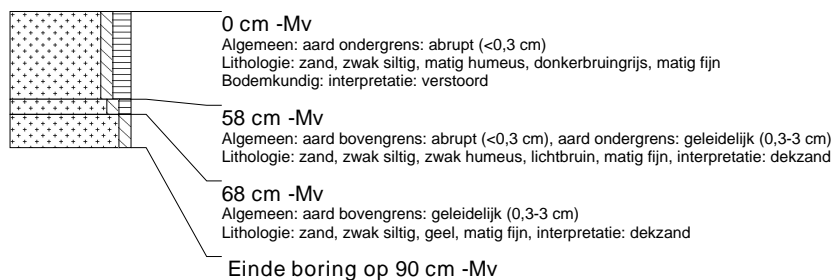 0 cm -Mv
Algemeen: aard ondergrens: abrupt (<0,3 cm)
Lithologie: zand, zwak siltig, matig humeus, donkerbruingrijs, matig fijn
Bodemkundig: interpretatie: verstoord
58 cm -Mv
Algemeen: aard bovengrens: abrupt (<0,3 cm), aard ondergrens: geleidelijk (0,3-3 cm)
Lithologie: zand, zwak siltig, zwak humeus, lichtbruin, matig fijn, interpretatie: dekzand
68 cm -Mv
Algemeen: aard bovengrens: geleidelijk (0,3-3 cm)
Lithologie: zand, zwak siltig, geel, matig fijn, interpretatie: dekzand
Einde boring op 90 cm -Mv